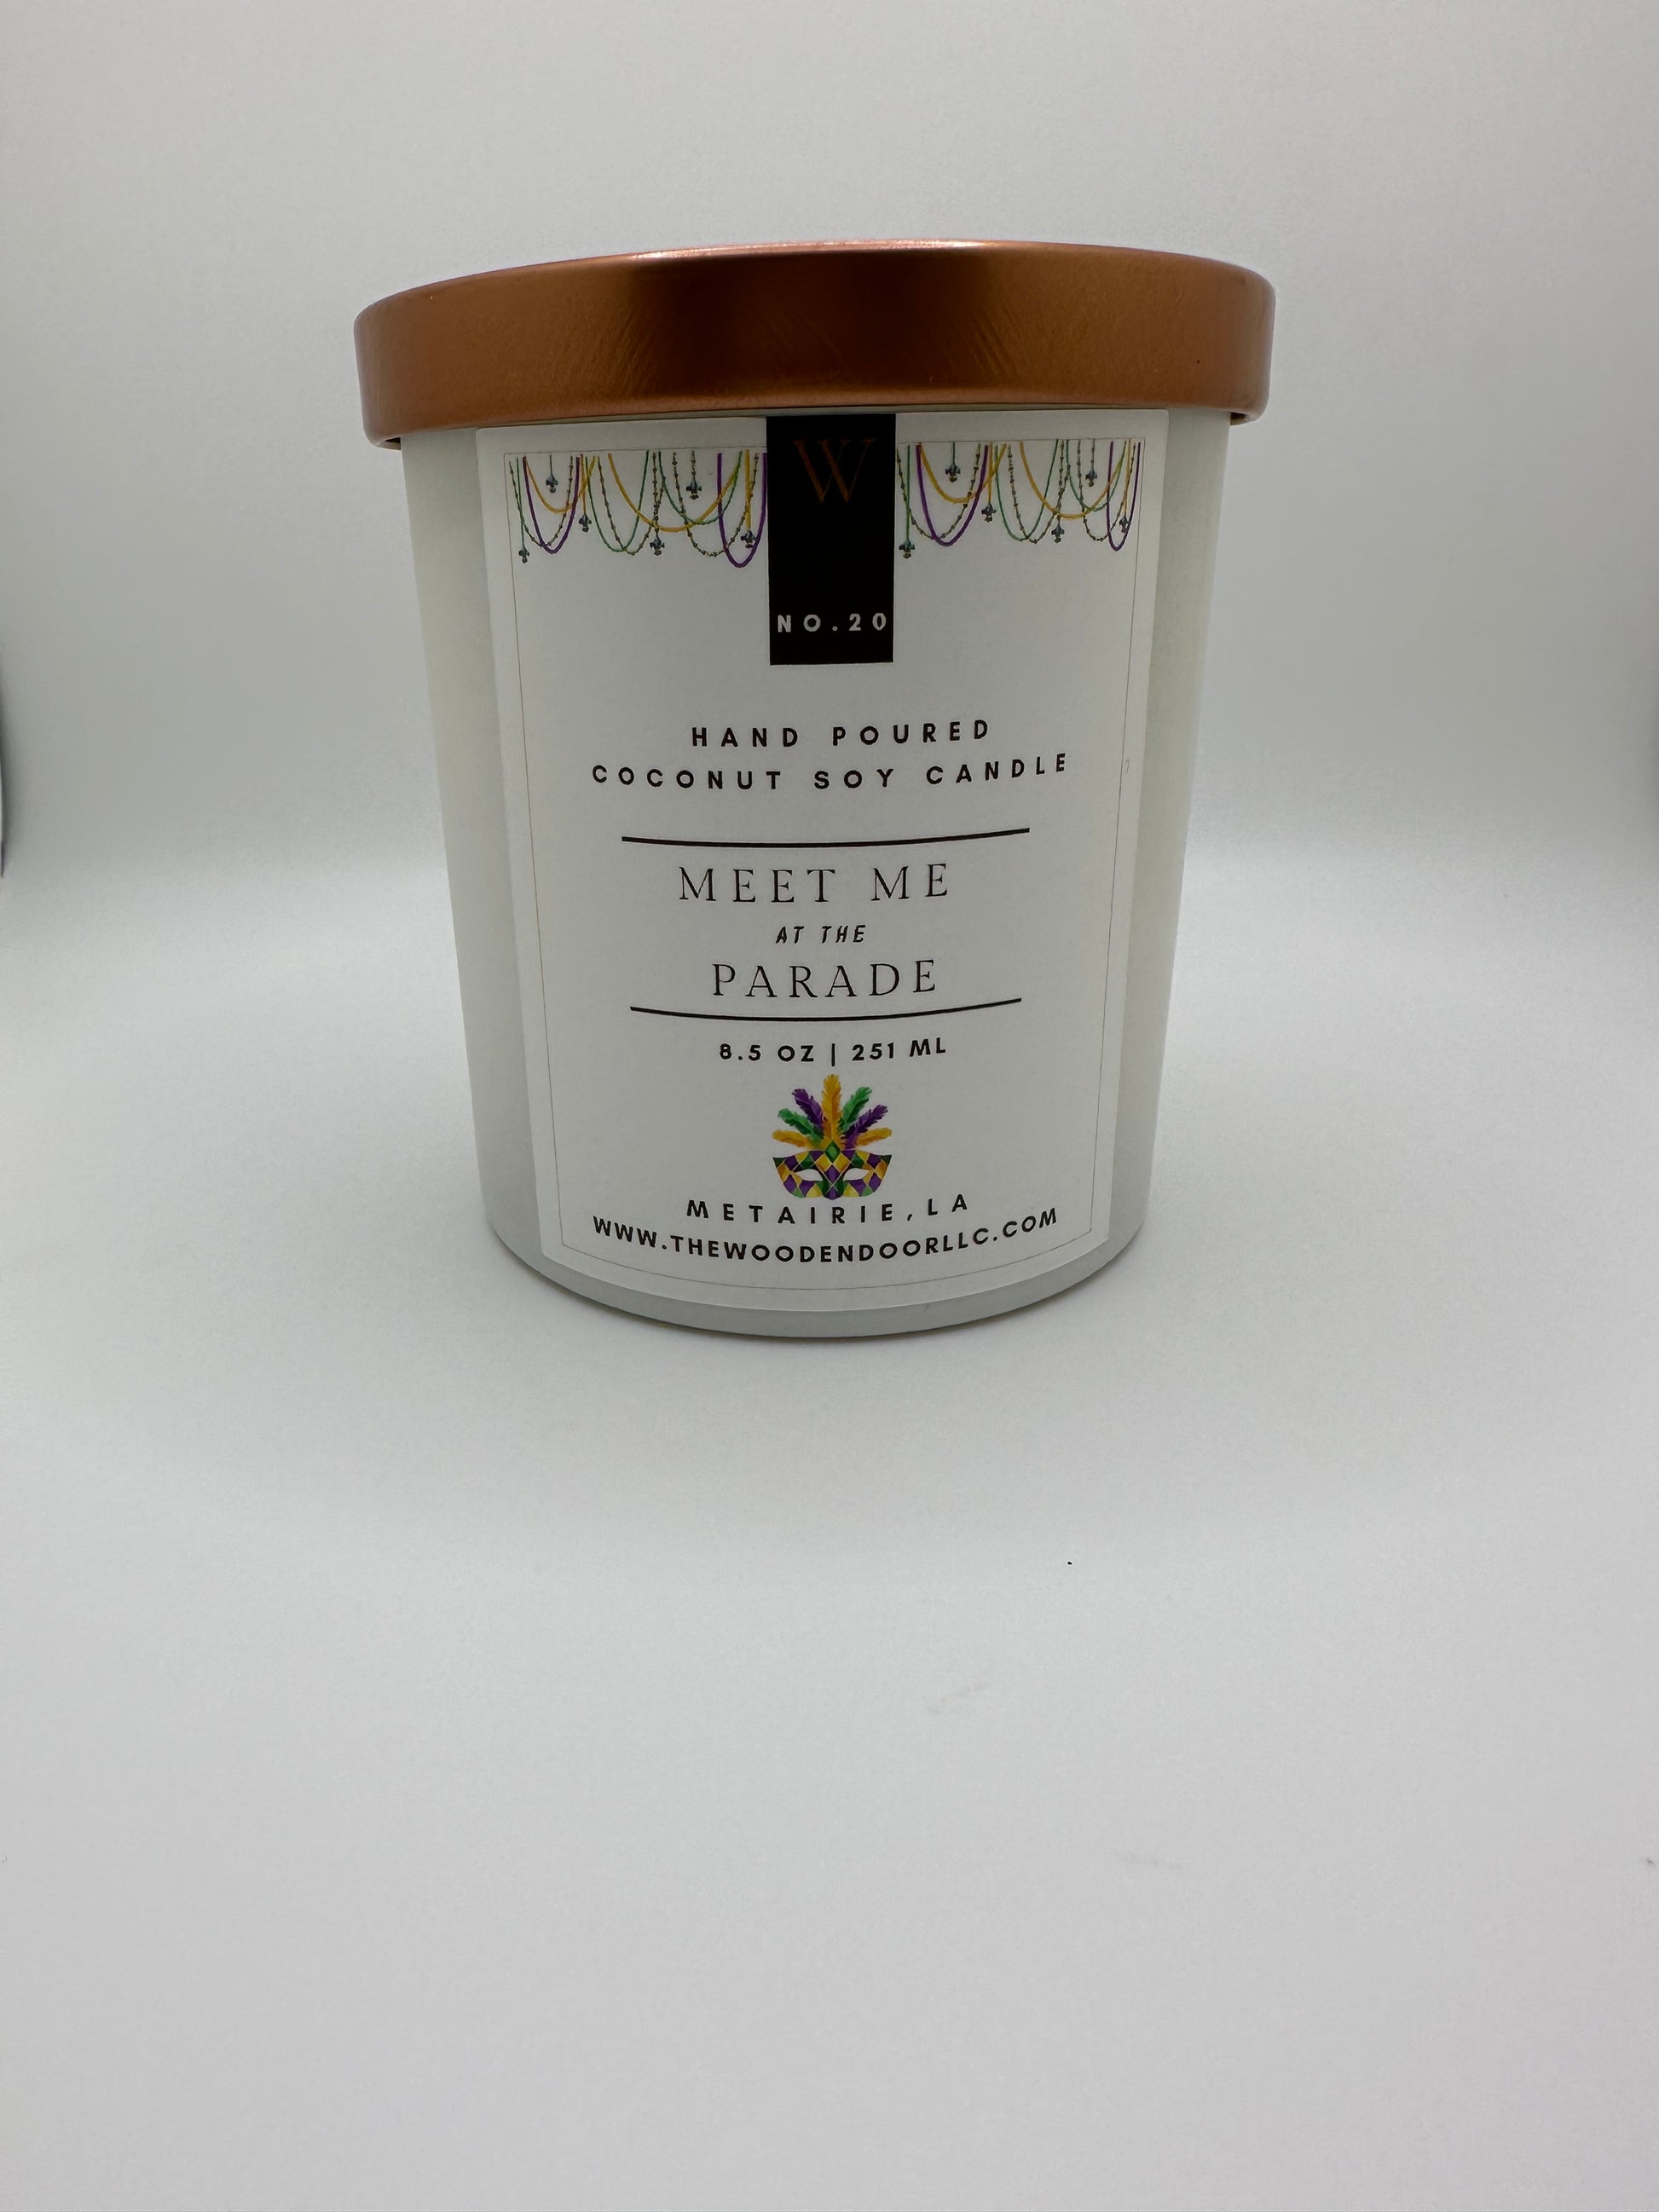 W
NO.20
HAND POURED
COCONUT SOY CANDLE
MEET ME
AT THE
PARADE
8.5 OZ | 251 ML
METAIRIE, LA
WWW.THEWOODENDOORLLC.COM